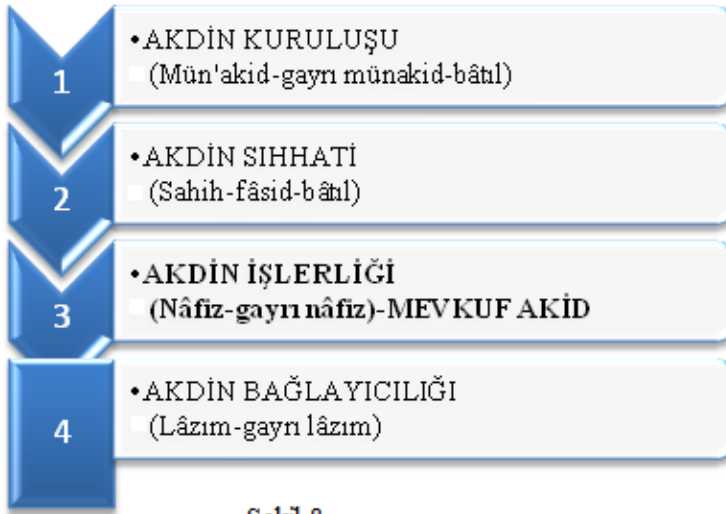 1
•AKDİN KURULUŞU
(Mün'akid-gayrı münakid-bâtıl)
2
•AKDİN SIHHATİ
(Sahih-fâsid-bâtıl)
3
•AKDİN İŞLERLİĞİ
(Nâfiz-gayrı nâfiz)-MEVKUF AKİD
4
•AKDİN BAĞLAYICILIĞI
(Lâzım-gayrı lâzım)